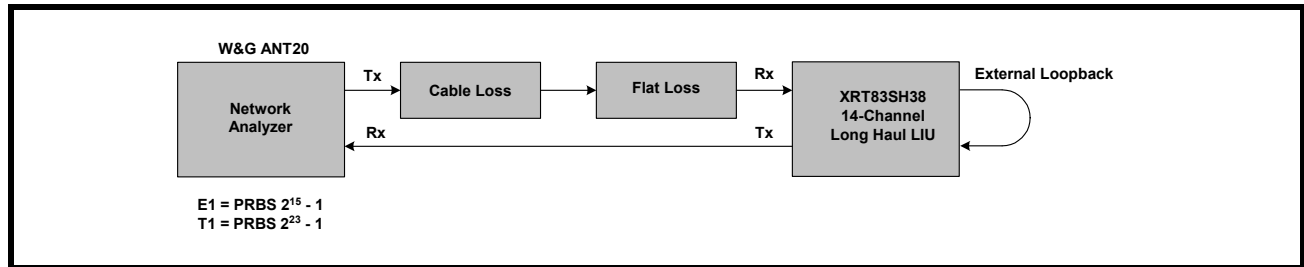 W&G ANT20
Network
Analyzer
Tx
Rx
Cable Loss
Flat Loss
Rx
Tx
XRT83SH38
14-Channel
Long Haul LIU
External Loopback
E1 = PRBS 2¹⁵ - 1
T1 = PRBS 2²³ - 1